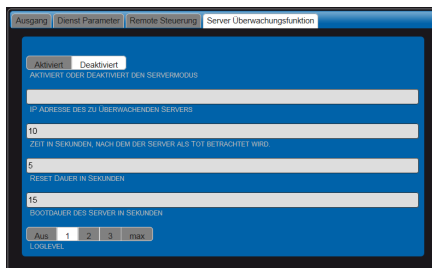 Ausgang Dienst Parameter Remote Steuerung Server Überwachungsfunktion
Aktiviert Deaktiviert
AKTIVIERT ODER DEAKTIVIERT DEN SERVERMODUS
IP ADRESSE DES ZU ÜBERWACHENDEN SERVERS
10
ZEIT IN SEKUNDEN, NACH DEM DER SERVER ALS TOT BETRACHTET WIRD.
5
RESET DAUER IN SEKUNDEN
15
BOOTDAUER DES SERVER IN SEKUNDEN
Aus 1 2 3 max
LOGLEVEL